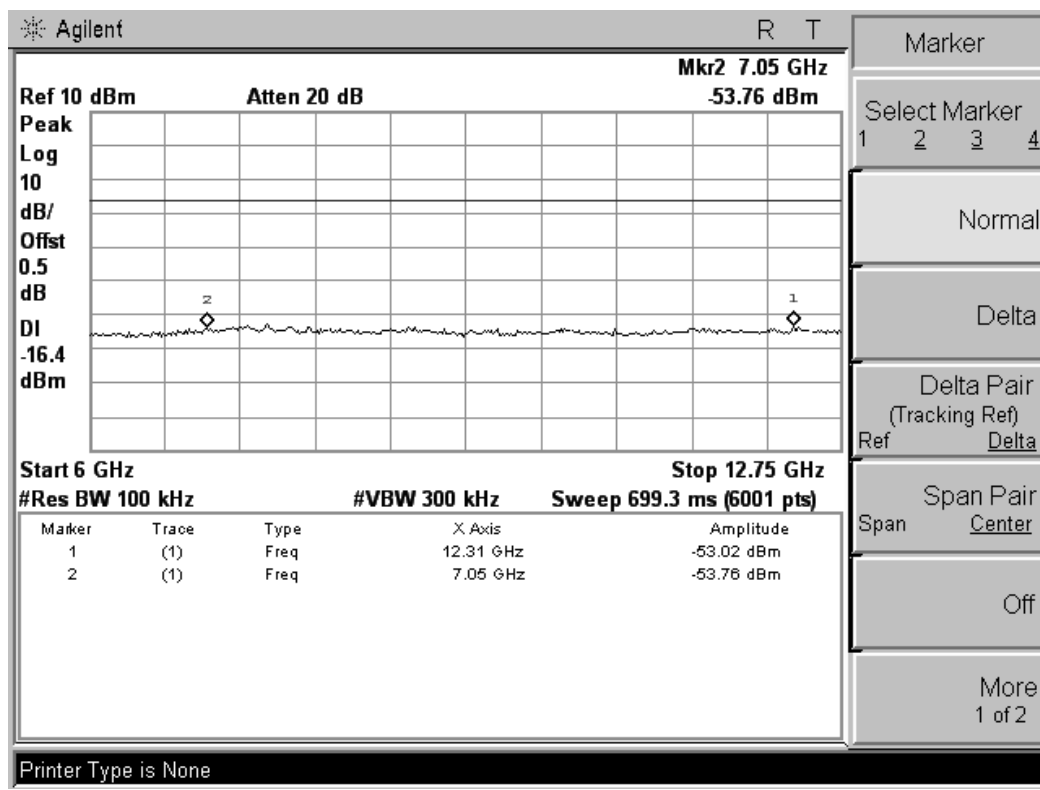 Agilent R T
Mkr2 7.05 GHz
Ref 10 dBm Atten 20 dB -53.76 dBm
Peak
Log
10
dB/
Offst
0.5
dB
DI
-16.4
dBm
2
1
Start 6 GHz Stop 12.75 GHz
#Res BW 100 kHz #VBW 300 kHz Sweep 699.3 ms (6001 pts)
Marker Trace Type X Axis Amplitude
1 (1) Freq 12.31 GHz -53.02 dBm
2 (1) Freq 7.05 GHz -53.76 dBm
Printer Type is None
Marker
Select Marker
1 2 3 4
Normal
Delta
Delta Pair
(Tracking Ref)
Ref Delta
Span Pair
Span Center
Off
More
1 of 2